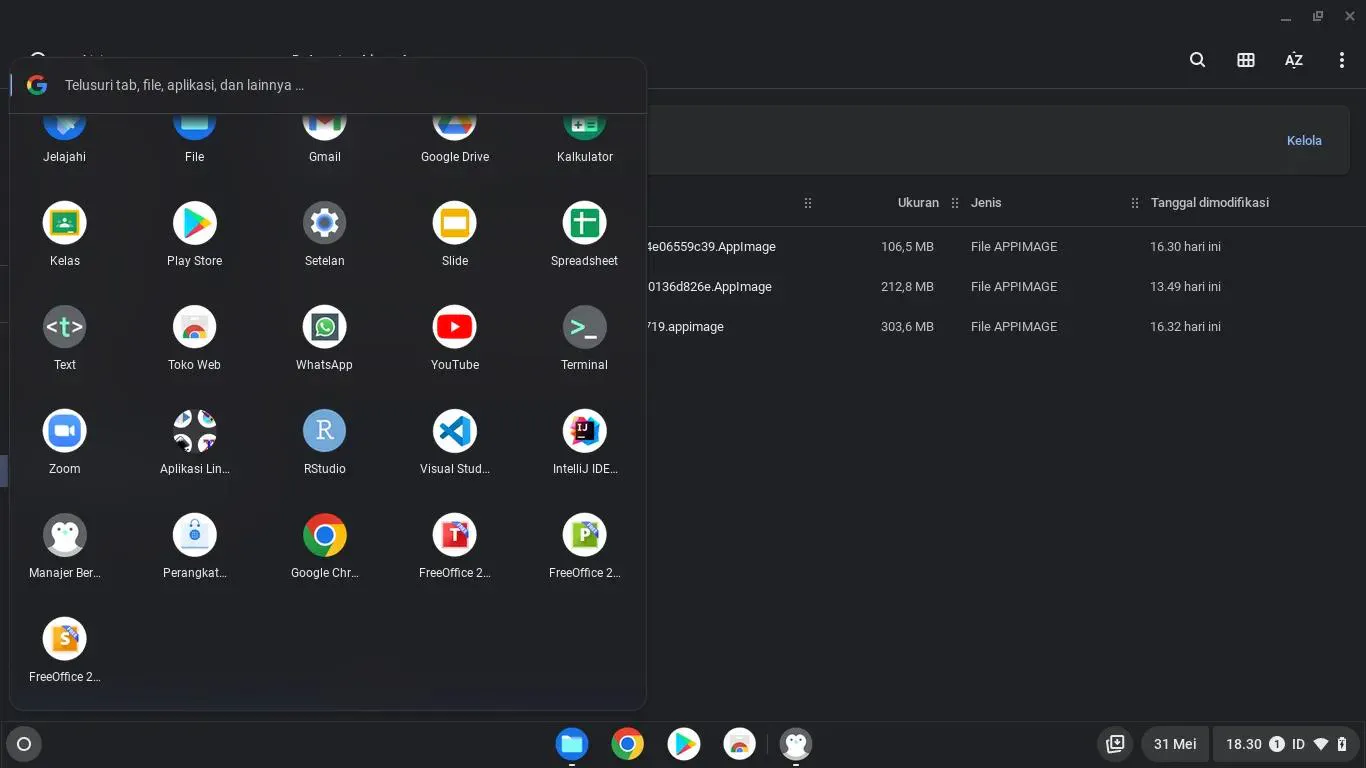 Telusuri tab, file, aplikasi, dan lainnya …
AZ
Kelola
Jelajahi File Gmail Google Drive Kalkulator
Ukuran Jenis Tanggal dimodifikasi
4e06559c39.AppImage 106,5 MB File APPIMAGE 16.30 hari ini
Kelas Play Store Setelan Slide Spreadsheet
0136d826e.AppImage 212,8 MB File APPIMAGE 13.49 hari ini
719.appimage 303,6 MB File APPIMAGE 16.32 hari ini
<t> >_
Text Toko Web WhatsApp YouTube Terminal
R IJ
Zoom Aplikasi Lin... RStudio Visual Stud... IntelliJ IDE...
T P
Manajer Ber... Perangkat... Google Chr... FreeOffice 2... FreeOffice 2...
S
FreeOffice 2...
31 Mei 18.30 1 ID